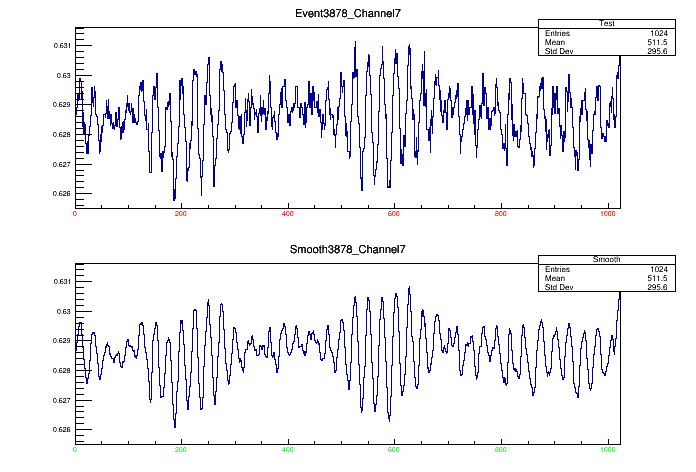 Event3878_Channel7
Test
Entries 1024
Mean 511.5
Std Dev 295.6
0.631
0.63
0.629
0.628
0.627
0.626
0 200 400 600 800 1000
Smooth3878_Channel7
Smooth
Entries 1024
Mean 511.5
Std Dev 295.6
0.631
0.63
0.629
0.628
0.627
0.626
0 200 400 600 800 1000